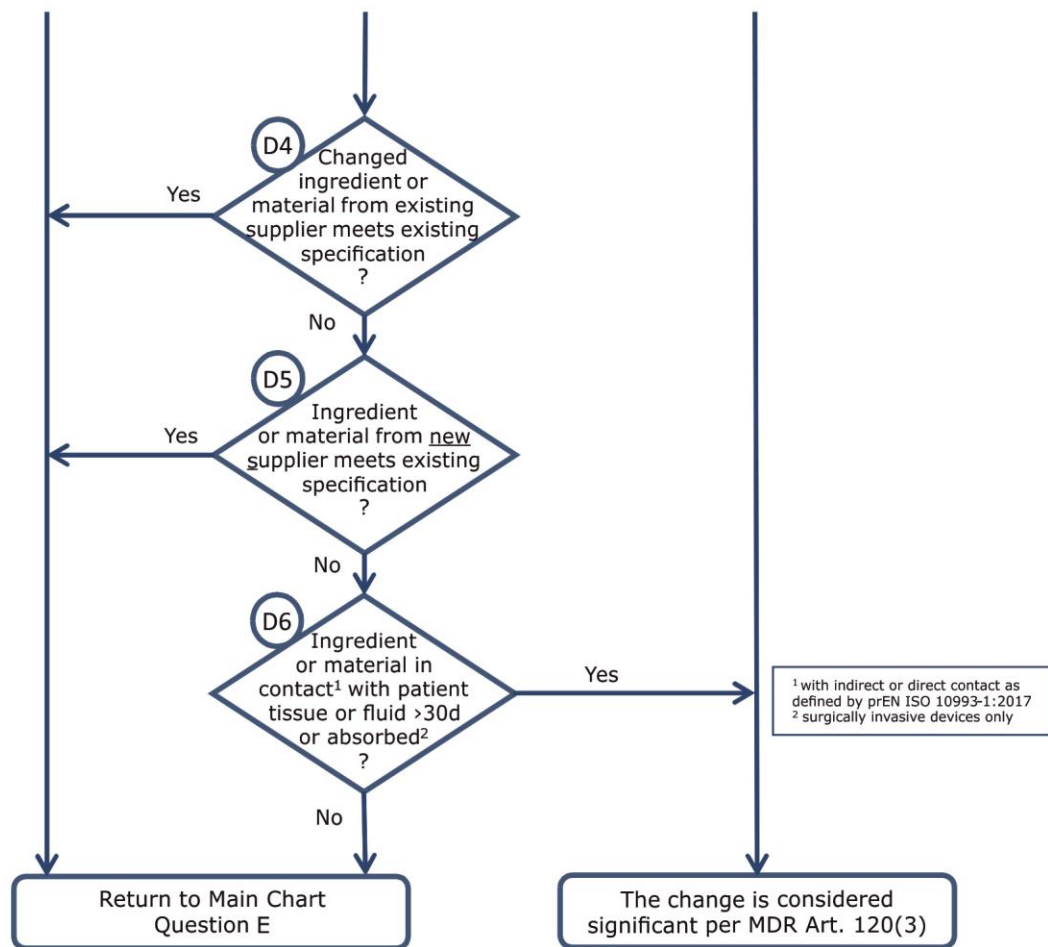 D4
Changed
ingredient or
material from existing
supplier meets existing
specification
?
Yes
No
D5
Ingredient
or material from new
supplier meets existing
specification
?
Yes
No
D6
Ingredient
or material in
contact¹ with patient
tissue or fluid ›30d
or absorbed²
?
Yes
¹ with indirect or direct contact as
defined by prEN ISO 10993-1:2017
² surgically invasive devices only
No
Return to Main Chart
Question E
The change is considered
significant per MDR Art. 120(3)